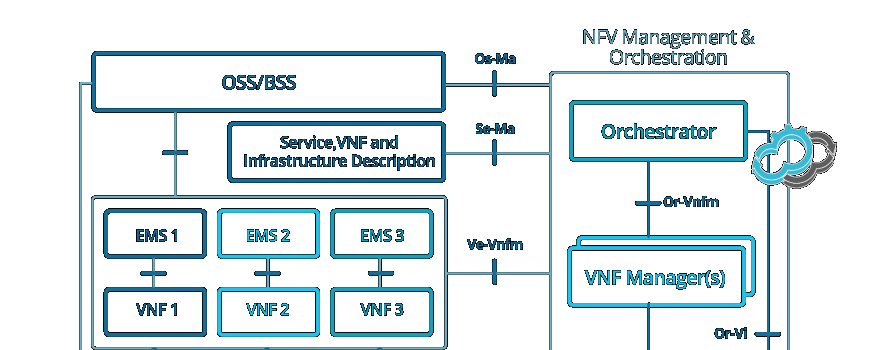 NFV Management &
Orchestration
Os-Ma
OSS/BSS
Se-Ma
Service,VNF and
Infrastructure Description
Orchestrator
Or-Vnfm
EMS 1
EMS 2
EMS 3
Ve-Vnfm
VNF Manager(s)
VNF 1
VNF 2
VNF 3
Or-Vi